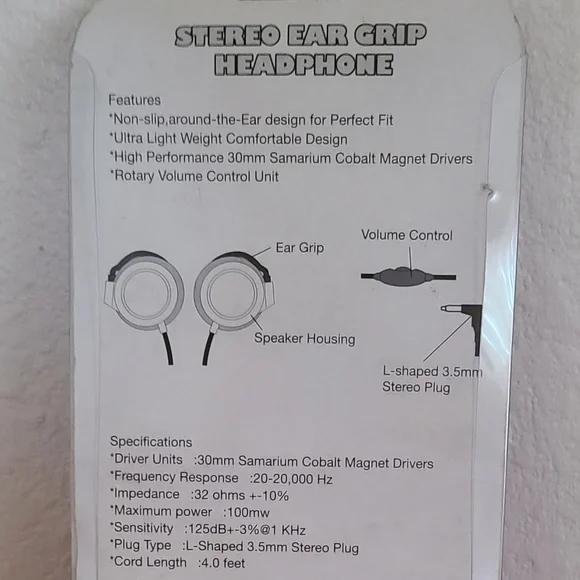 STEREO EAR GRIP
HEADPHONE
Features
*Non-slip,around-the-Ear design for Perfect Fit
*Ultra Light Weight Comfortable Design
*High Performance 30mm Samarium Cobalt Magnet Drivers
*Rotary Volume Control Unit
Volume Control
Ear Grip
Speaker Housing
L-shaped 3.5mm
Stereo Plug
Specifications
*Driver Units :30mm Samarium Cobalt Magnet Drivers
*Frequency Response :20-20,000 Hz
*Impedance :32 ohms +-10%
*Maximum power :100mw
*Sensitivity :125dB+-3%@1 KHz
*Plug Type :L-Shaped 3.5mm Stereo Plug
*Cord Length :4.0 feet